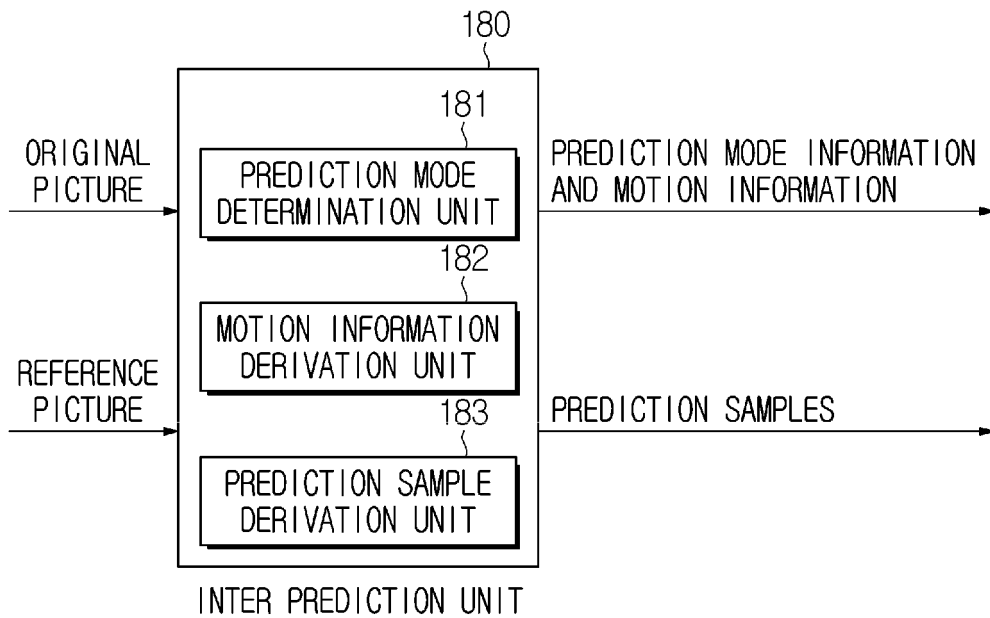 180
181
ORIGINAL
PICTURE
PREDICTION MODE
DETERMINATION UNIT
PREDICTION MODE INFORMATION
AND MOTION INFORMATION
182
MOTION INFORMATION
DERIVATION UNIT
REFERENCE
PICTURE
183
PREDICTION SAMPLES
PREDICTION SAMPLE
DERIVATION UNIT
INTER PREDICTION UNIT